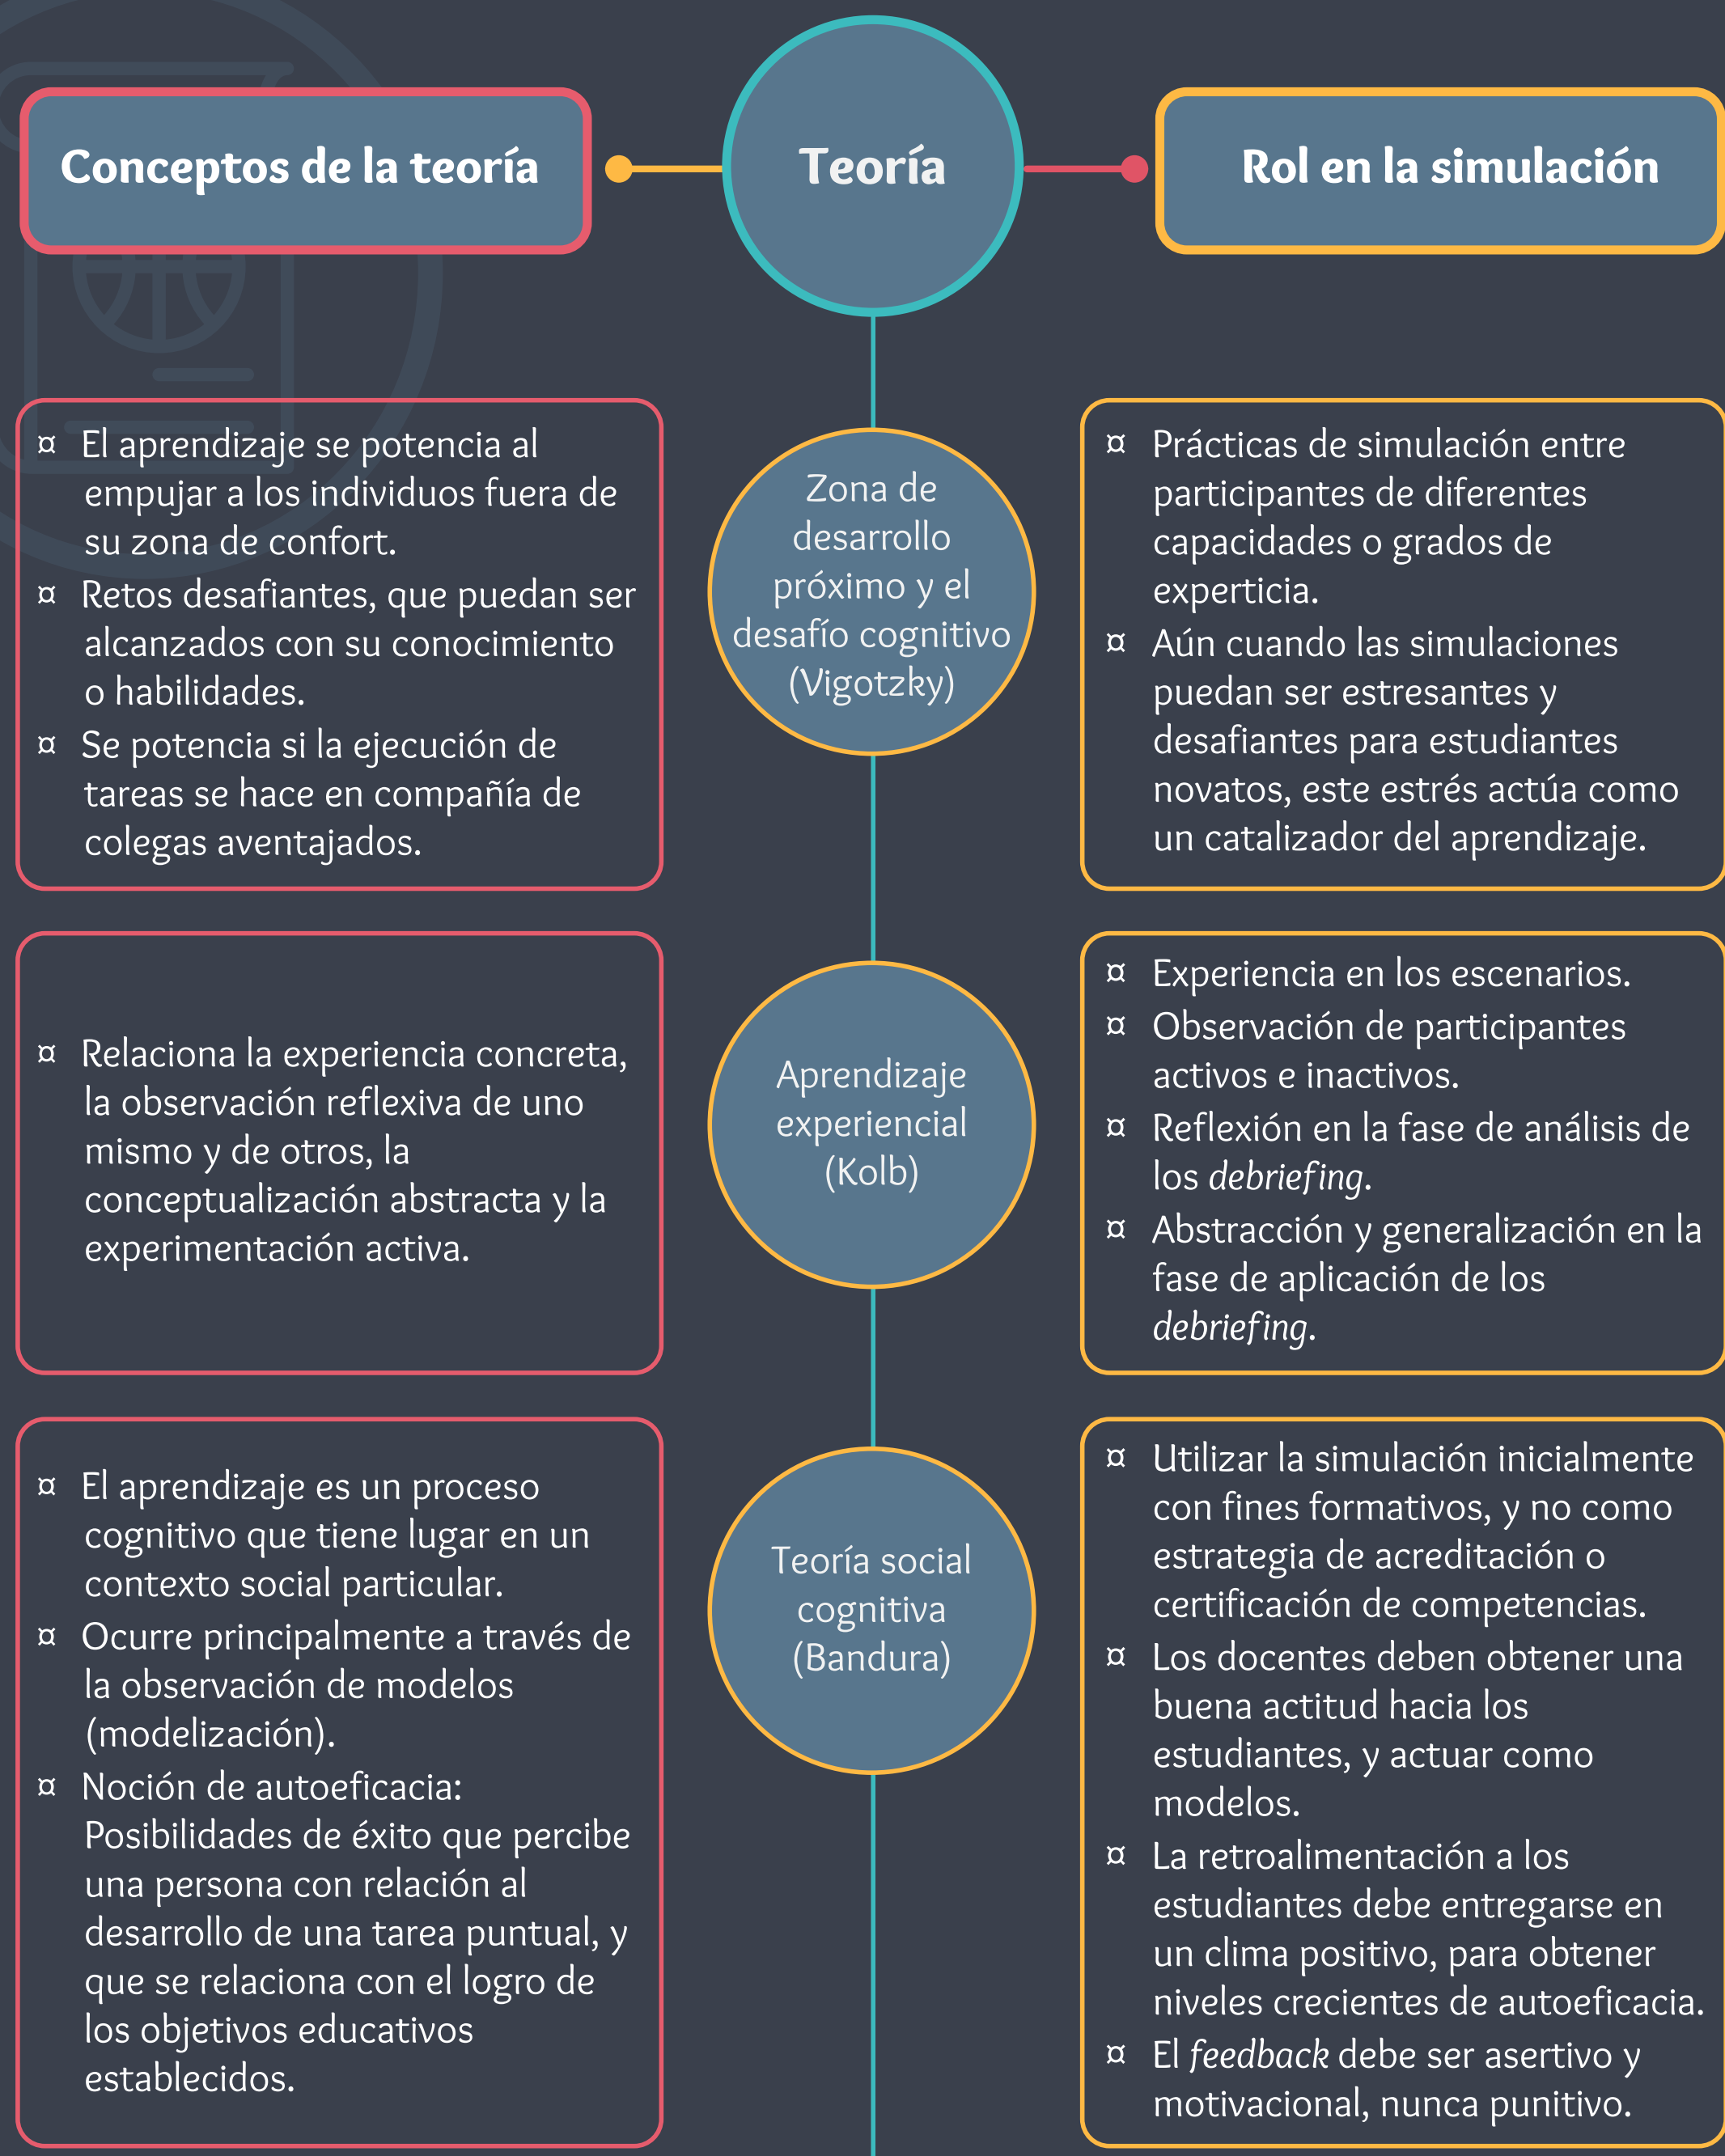 Conceptos de la teoría
Teoría
Rol en la simulación
¤ El aprendizaje se potencia al
empujar a los individuos fuera de
su zona de confort.
¤ Retos desafiantes, que puedan ser
alcanzados con su conocimiento
o habilidades.
¤ Se potencia si la ejecución de
tareas se hace en compañía de
colegas aventajados.
Zona de
desarrollo
próximo y el
desafío cognitivo
(Vigotzky)
¤ Prácticas de simulación entre
participantes de diferentes
capacidades o grados de
experticia.
¤ Aún cuando las simulaciones
puedan ser estresantes y
desafiantes para estudiantes
novatos, este estrés actúa como
un catalizador del aprendizaje.
¤ Relaciona la experiencia concreta,
la observación reflexiva de uno
mismo y de otros, la
conceptualización abstracta y la
experimentación activa.
Aprendizaje
experiencial
(Kolb)
¤ Experiencia en los escenarios.
¤ Observación de participantes
activos e inactivos.
¤ Reflexión en la fase de análisis de
los debriefing.
¤ Abstracción y generalización en la
fase de aplicación de los
debriefing.
¤ El aprendizaje es un proceso
cognitivo que tiene lugar en un
contexto social particular.
¤ Ocurre principalmente a través de
la observación de modelos
(modelización).
¤ Noción de autoeficacia:
Posibilidades de éxito que percibe
una persona con relación al
desarrollo de una tarea puntual, y
que se relaciona con el logro de
los objetivos educativos
establecidos.
Teoría social
cognitiva
(Bandura)
¤ Utilizar la simulación inicialmente
con fines formativos, y no como
estrategia de acreditación o
certificación de competencias.
¤ Los docentes deben obtener una
buena actitud hacia los
estudiantes, y actuar como
modelos.
¤ La retroalimentación a los
estudiantes debe entregarse en
un clima positivo, para obtener
niveles crecientes de autoeficacia.
¤ El feedback debe ser asertivo y
motivacional, nunca punitivo.